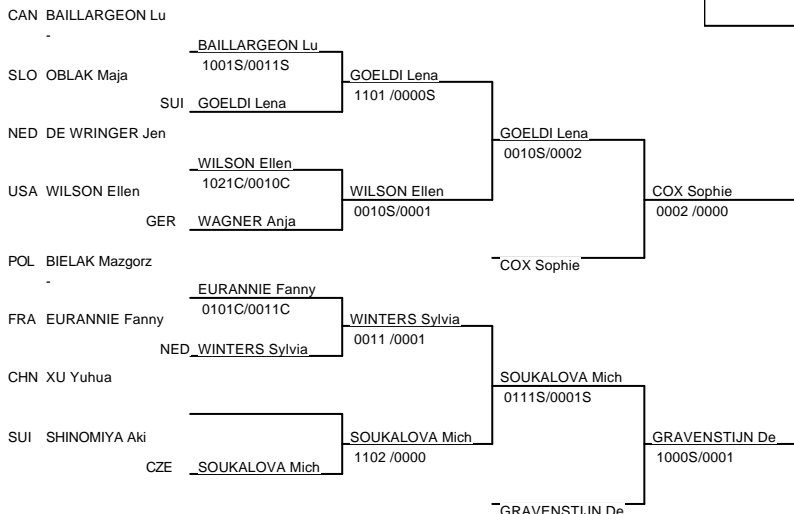 CAN BAILLARGEON Lu
-
BAILLARGEON Lu
1001S/0011S
SLO OBLAK Maja
GOELDI Lena
1101 /0000S
SUI GOELDI Lena
NED DE WRINGER Jen
GOELDI Lena
0010S/0002
WILSON Ellen
1021C/0010C
USA WILSON Ellen
WILSON Ellen
0010S/0001
COX Sophie
0002 /0000
GER WAGNER Anja
POL BIELAK Mazgorz
-
COX Sophie
EURANNIE Fanny
0101C/0011C
FRA EURANNIE Fanny
WINTERS Sylvia
0011 /0001
NED WINTERS Sylvia
CHN XU Yuhua
SOUKALOVA Mich
0111S/0001S
SUI SHINOMIYA Aki
SOUKALOVA Mich
1102 /0000
GRAVENSTIJN De
1000S/0001
CZE SOUKALOVA Mich
GRAVENSTIJN De